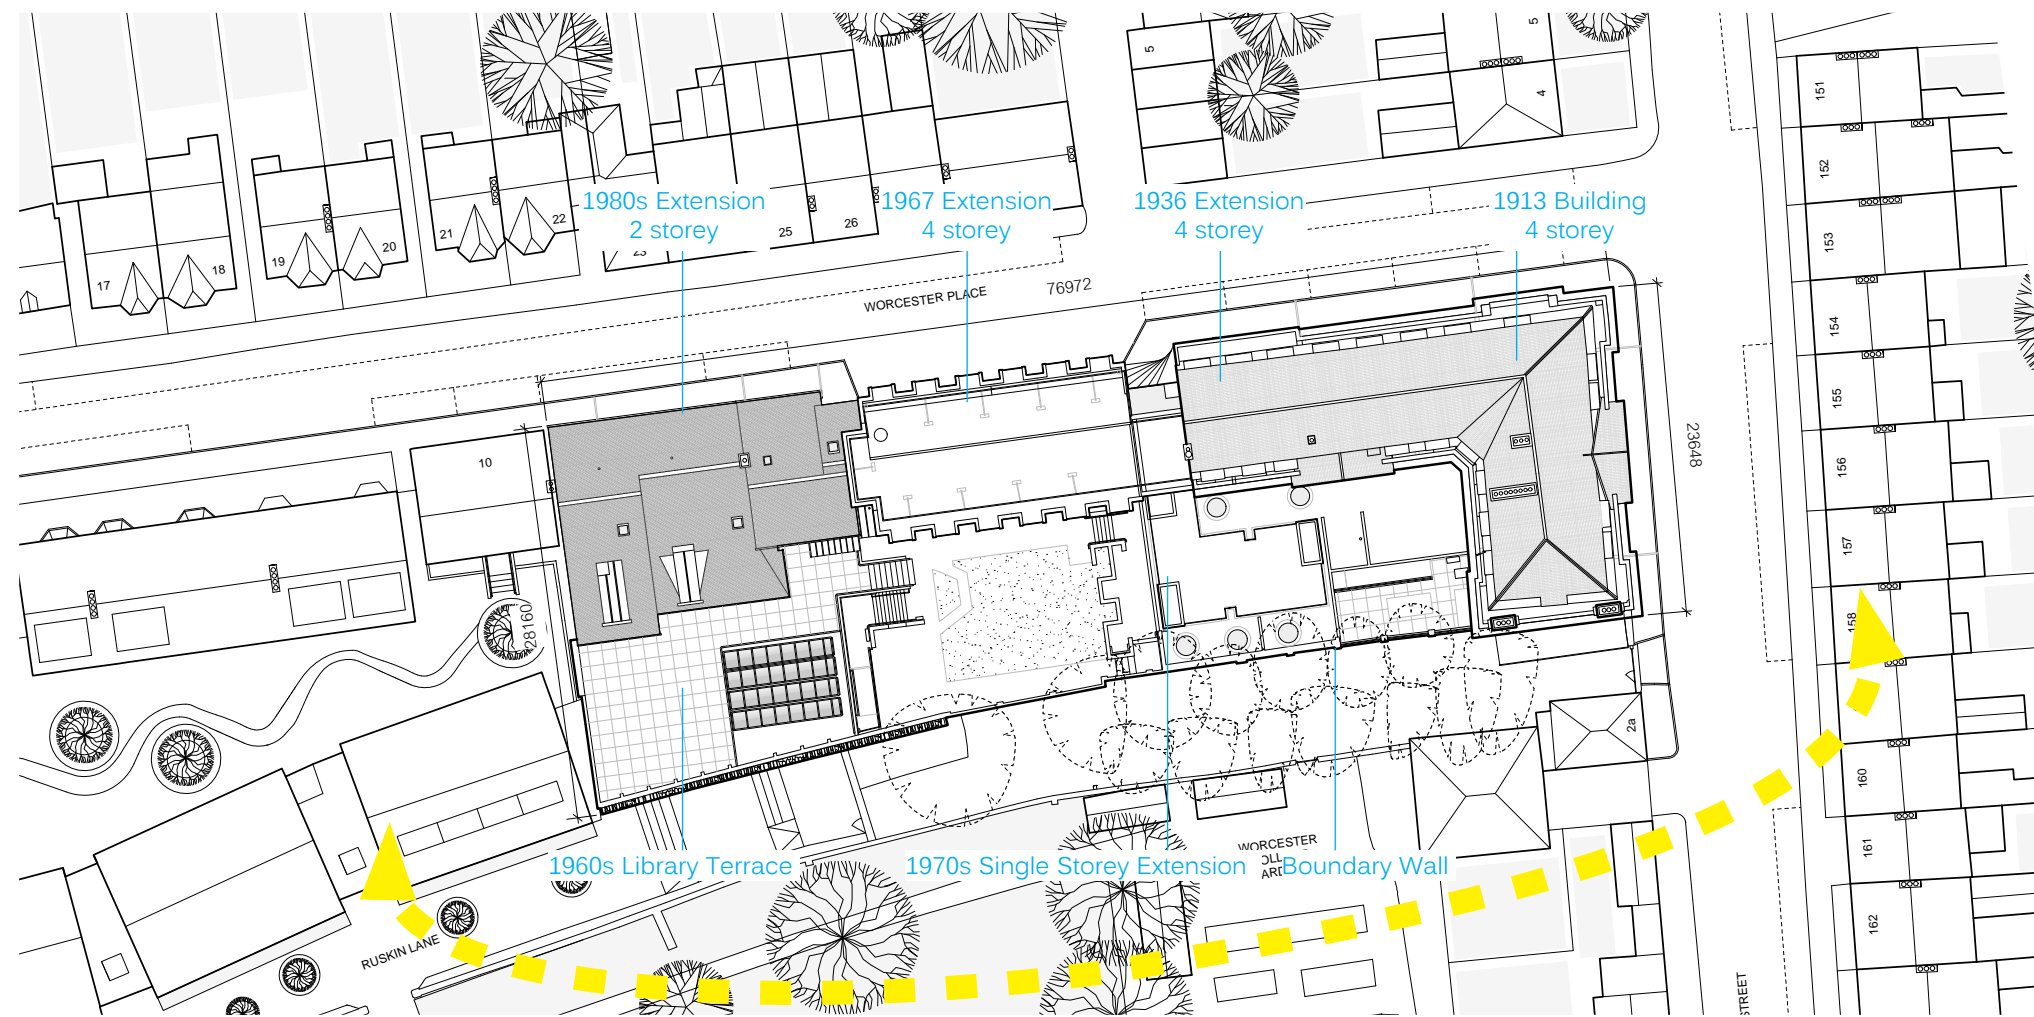 5
5
4
151
152
153
154
155
156
157
158
160
161
162
1980s Extension
2 storey
1967 Extension
4 storey
1936 Extension
4 storey
1913 Building
4 storey
17
18
19
20
21
22
25
26
WORCESTER PLACE
76972
23648
10
28160
2a
1960s Library Terrace
1970s Single Storey Extension
Boundary Wall
WORCESTER
RUSKIN LANE
STREET